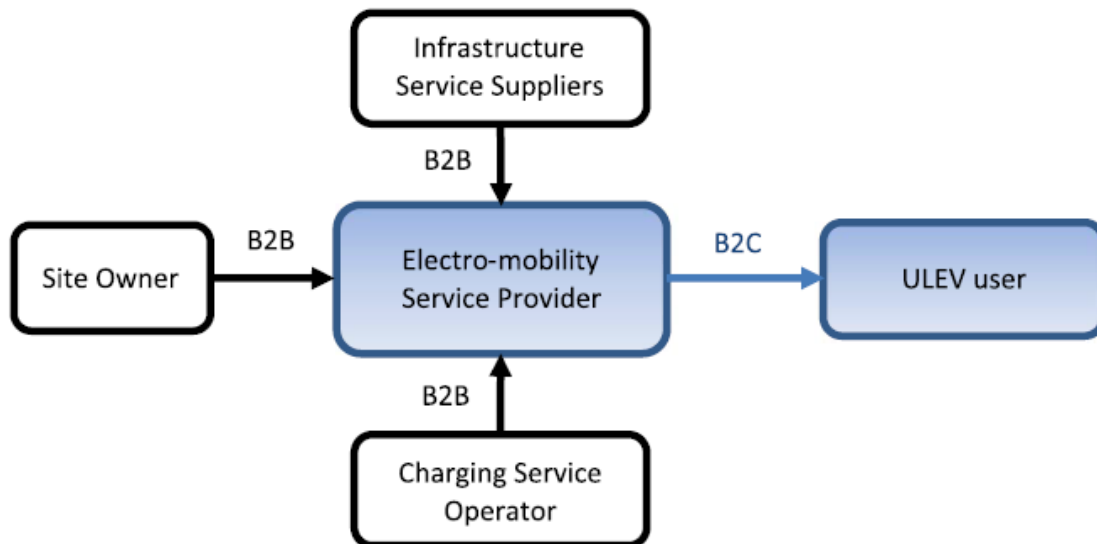 Infrastructure
Service Suppliers
B2B
B2B
B2C
Site Owner
Electro-mobility
Service Provider
ULEV user
B2B
Charging Service
Operator